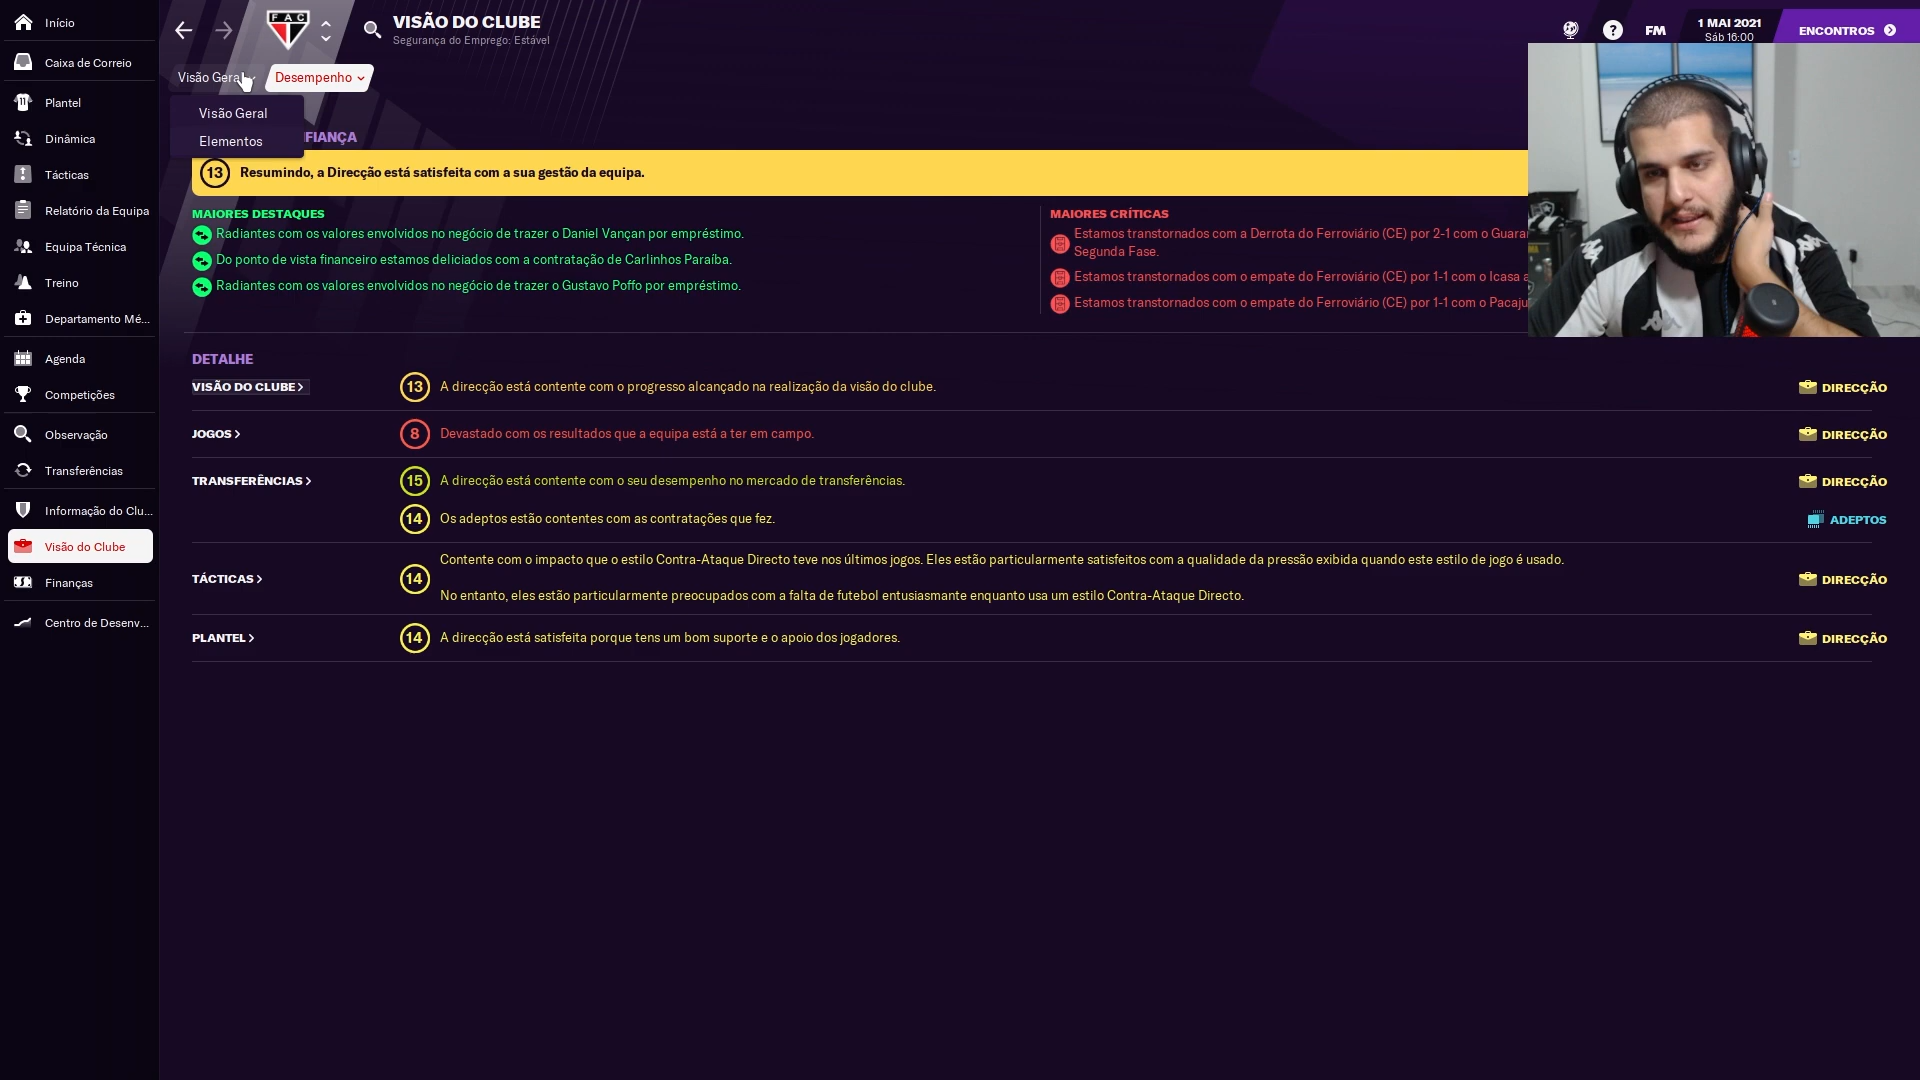 Início
Caixa de Correio
Plantel
Dinâmica
Tácticas
Relatório da Equipa
Equipa Técnica
Treino
Departamento Mé...
Agenda
Competições
Observação
Transferências
Informação do Clu...
Visão do Clube
Finanças
Centro de Desenv...
FAC
VISÃO DO CLUBE
Segurança do Emprego: Estável
FM
1 MAI 2021
Sáb 16:00
ENCONTROS
Visão Geral
Desempenho
Visão Geral
Elementos
FIANÇA
13 Resumindo, a Direcção está satisfeita com a sua gestão da equipa.
MAIORES DESTAQUES
Radiantes com os valores envolvidos no negócio de trazer o Daniel Vançan por empréstimo.
Do ponto de vista financeiro estamos deliciados com a contratação de Carlinhos Paraíba.
Radiantes com os valores envolvidos no negócio de trazer o Gustavo Poffo por empréstimo.
MAIORES CRÍTICAS
Estamos transtornados com a Derrota do Ferroviário (CE) por 2-1 com o Guara
Segunda Fase.
Estamos transtornados com o empate do Ferroviário (CE) por 1-1 com o Icasa a
Estamos transtornados com o empate do Ferroviário (CE) por 1-1 com o Pacaju
DETALHE
VISÃO DO CLUBE 13 A direcção está contente com o progresso alcançado na realização da visão do clube. DIRECÇÃO
JOGOS 8 Devastado com os resultados que a equipa está a ter em campo. DIRECÇÃO
TRANSFERÊNCIAS 15 A direcção está contente com o seu desempenho no mercado de transferências. DIRECÇÃO
14 Os adeptos estão contentes com as contratações que fez. ADEPTOS
Contente com o impacto que o estilo Contra-Ataque Directo teve nos últimos jogos. Eles estão particularmente satisfeitos com a qualidade da pressão exibida quando este estilo de jogo é usado.
TÁCTICAS 14 DIRECÇÃO
No entanto, eles estão particularmente preocupados com a falta de futebol entusiasmante enquanto usa um estilo Contra-Ataque Directo.
PLANTEL 14 A direcção está satisfeita porque tens um bom suporte e o apoio dos jogadores. DIRECÇÃO